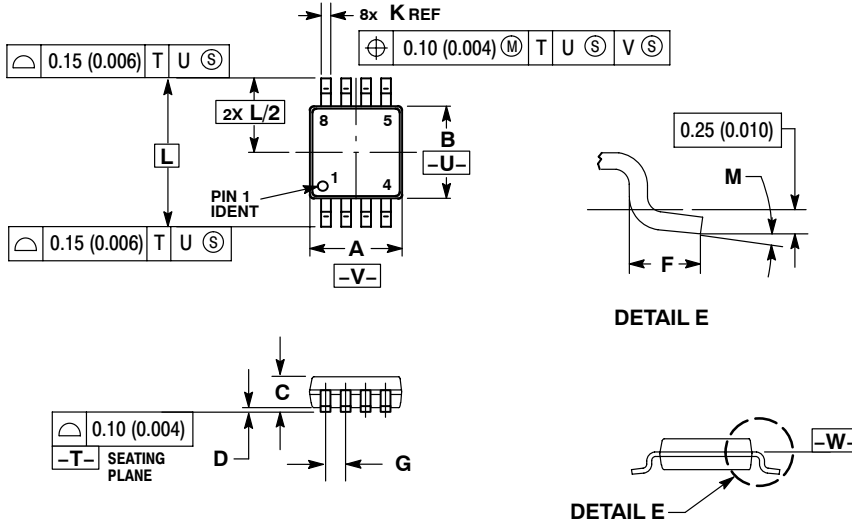 8x K REF
0.10 (0.004) Ⓜ T U Ⓢ V Ⓢ
0.15 (0.006) T U Ⓢ
2X L/2
8 5
B
–U–
L
1
4
PIN 1
IDENT
0.15 (0.006) T U Ⓢ
A
–V–
0.25 (0.010)
M
F
DETAIL E
C
0.10 (0.004)
–T– SEATING
PLANE
D
G
–W–
DETAIL E